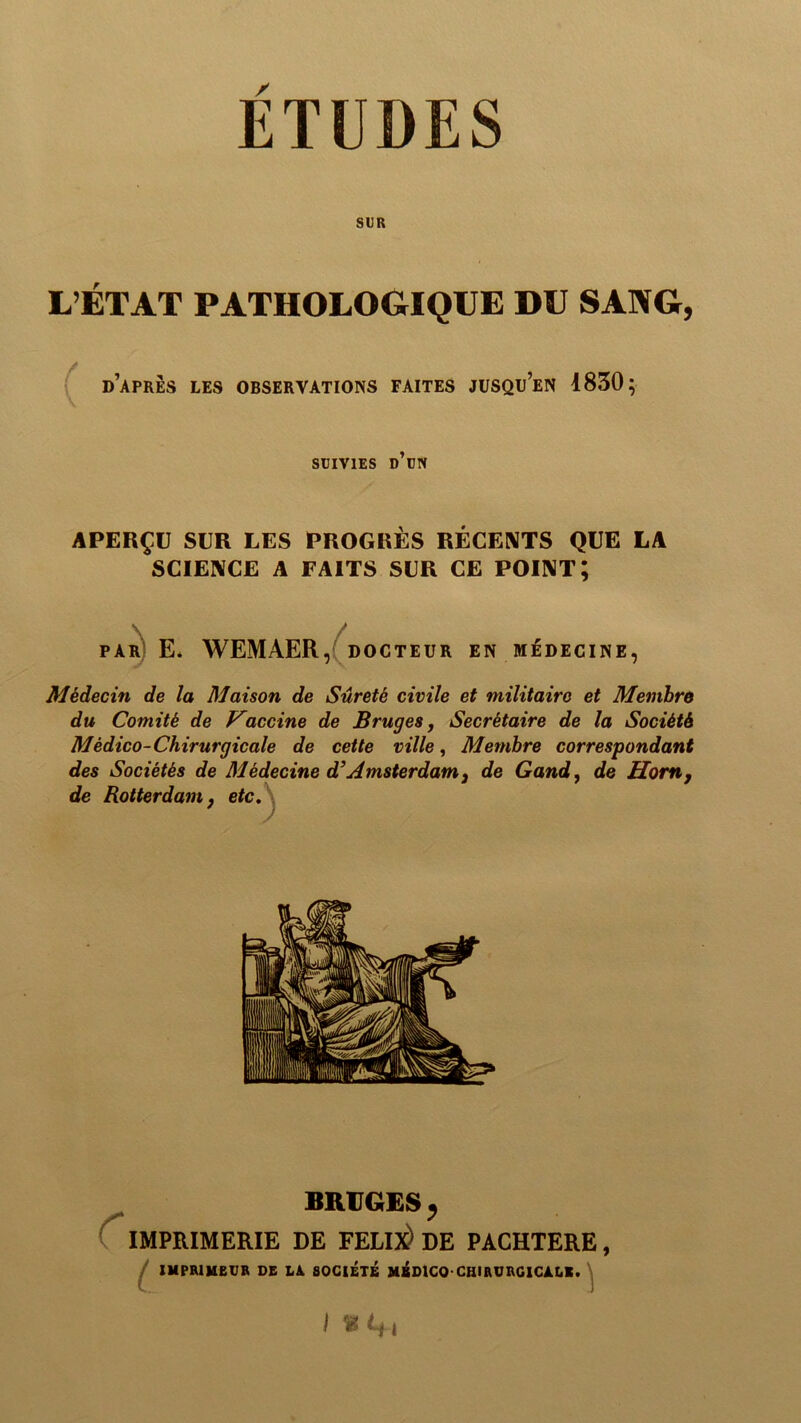 ÉTUDES
SUR
L'ÉTAT PATHOLOGIQUE DU SANG,
( D'APRÈS LES OBSERVATIONS FAITES JUSQU'EN 1830;
SUIVIES D'UN
APERÇU SUR LES PROGRÈS RÉCENTS QUE LA
SCIENCE A FAITS SUR CE POINT;
PAR) E. WEMAER, (DOCTEUR EN MÉDECINE,
Médecin de la Maison de Sûreté civile et militaire et Membre
du Comité de Vaccine de Bruges, Secrétaire de la Société
Médico-Chirurgicale de cette ville, Membre correspondant
des Sociétés de Médecine d'Amsterdam, de Gand, de Horn,
de Rotterdam, etc.)
BRUGES,
(IMPRIMERIE DE FELIX) DE PACHTERE,
( IMPRIMEUR DE LA SOCIÉTÉ MÉDICO-CHIRURGICALE. )
1841